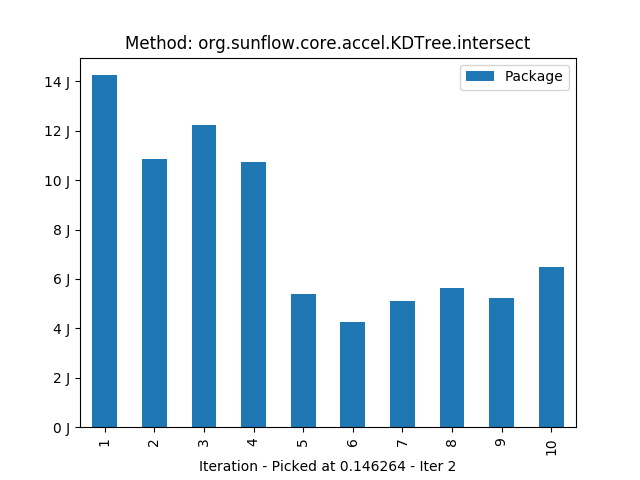 Method: org.sunflow.core.accel.KDTree.intersect
Package
14 J
12 J
10 J
8 J
6 J
4 J
2 J
0 J
1 2 3 4 5 6 7 8 9 10
Iteration - Picked at 0.146264 - Iter 2